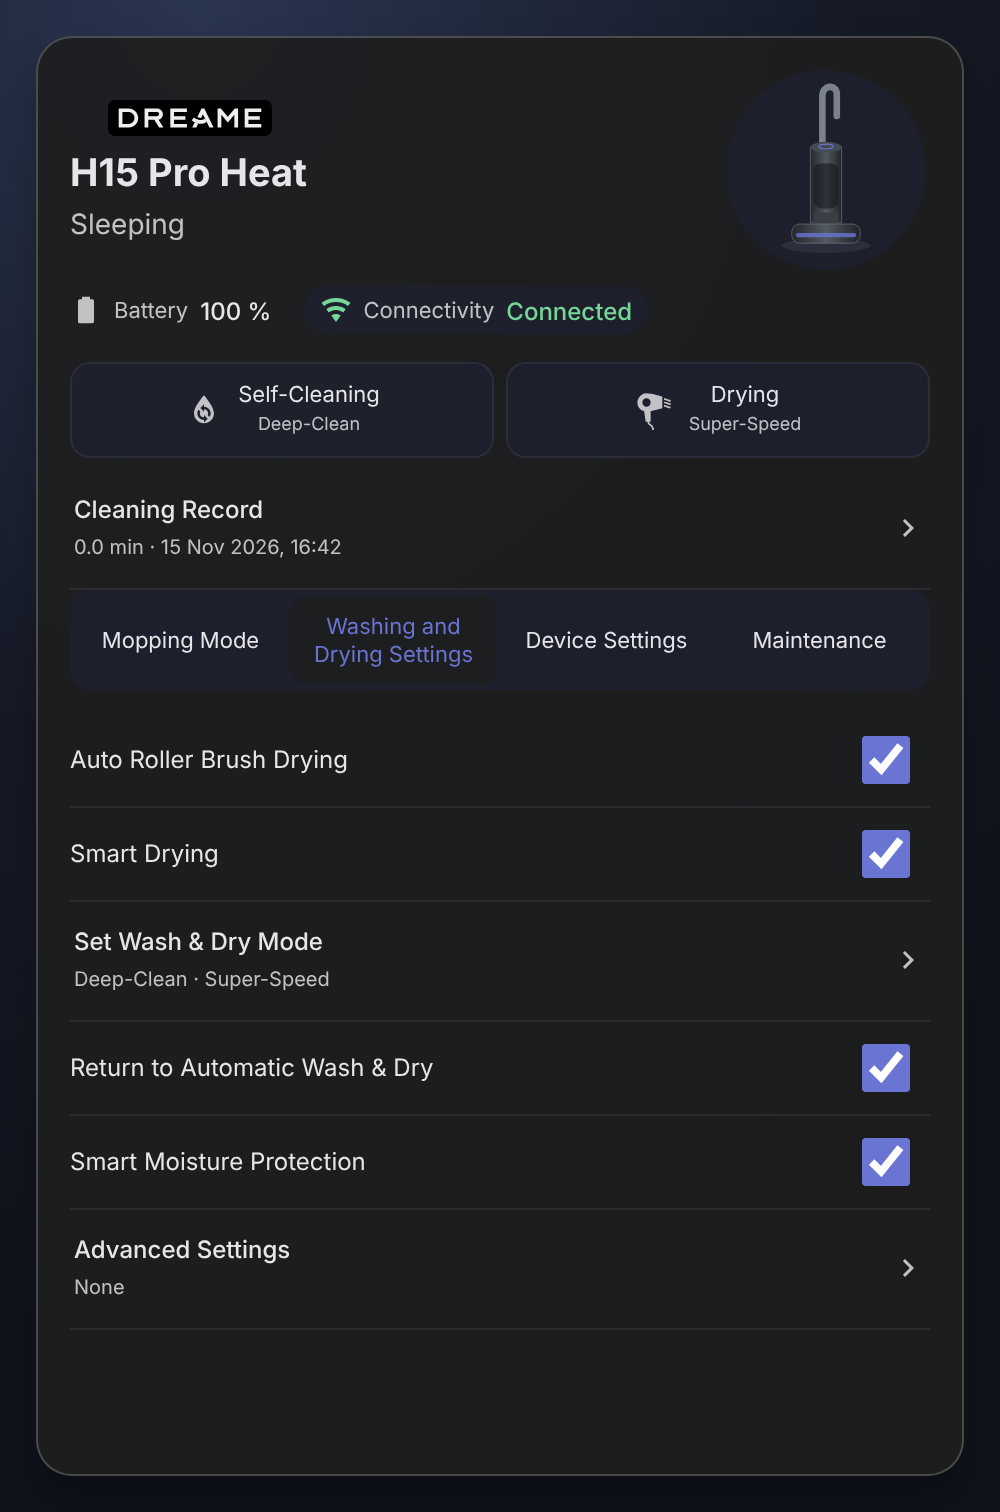 DREAME
H15 Pro Heat
Sleeping
Battery 100 % Connectivity Connected
Self-Cleaning
Deep-Clean
Drying
Super-Speed
Cleaning Record
0.0 min · 15 Nov 2026, 16:42
Mopping Mode
Washing and
Drying Settings
Device Settings
Maintenance
Auto Roller Brush Drying
Smart Drying
Set Wash & Dry Mode
Deep-Clean · Super-Speed
Return to Automatic Wash & Dry
Smart Moisture Protection
Advanced Settings
None